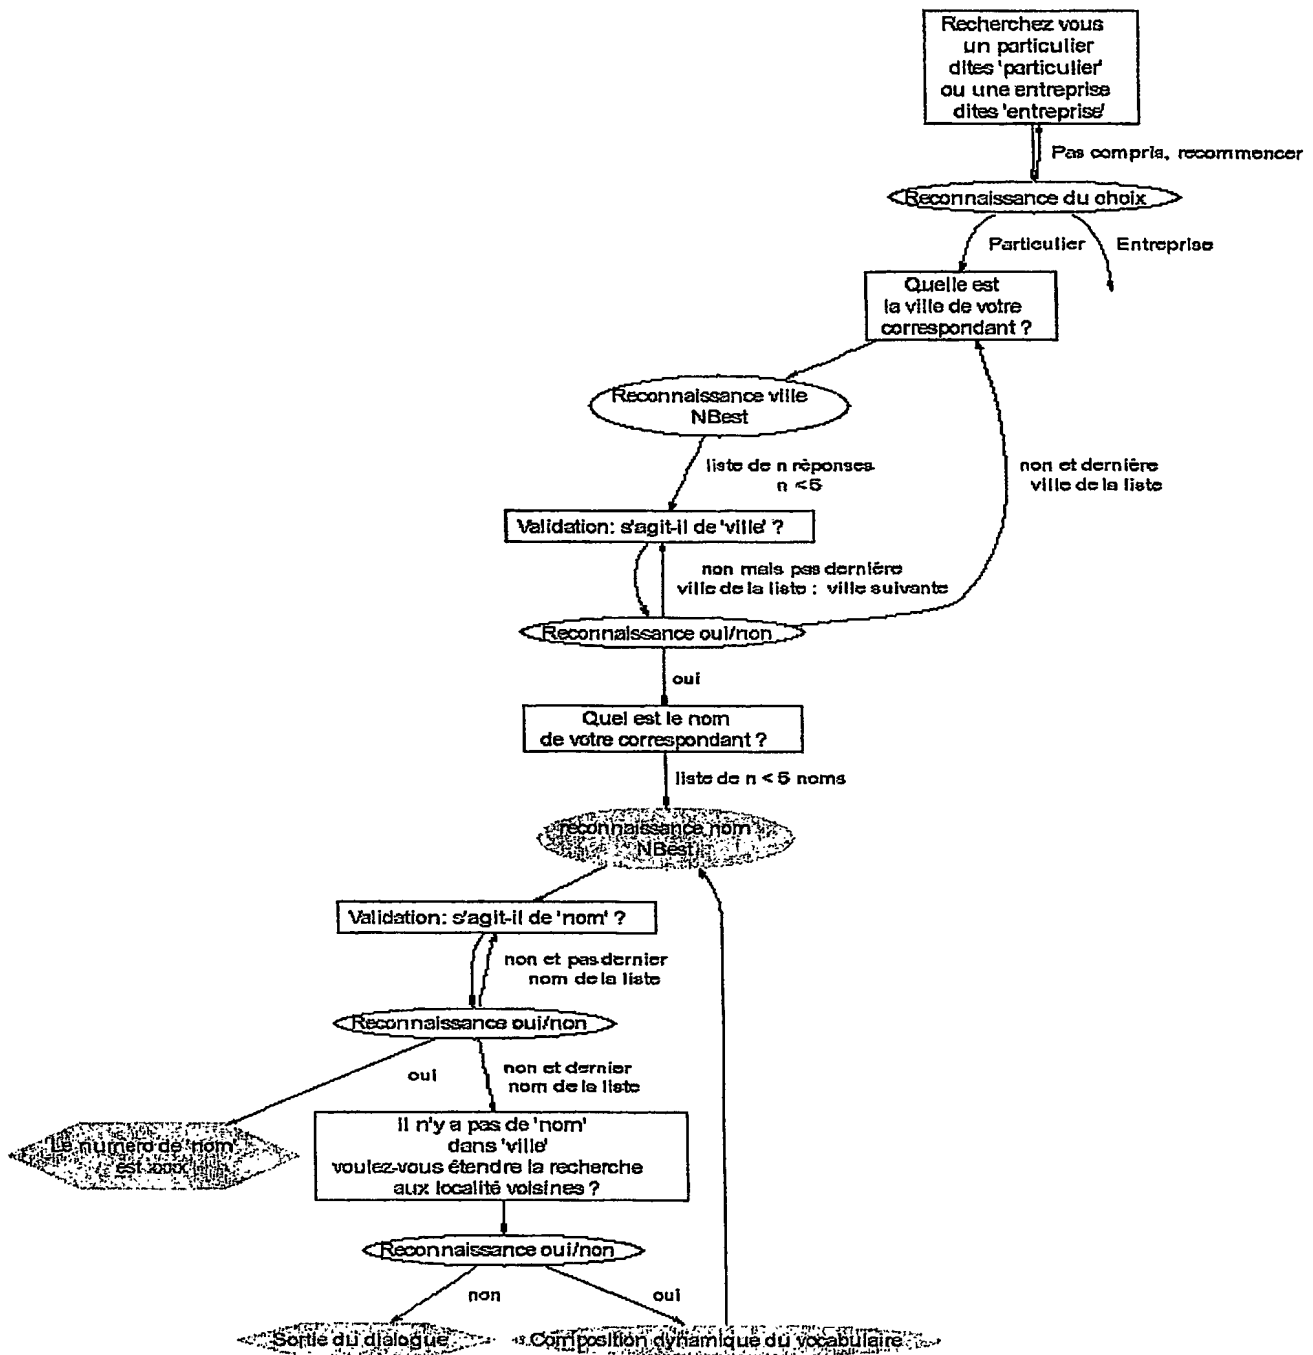 Recherchez vous
un particulier
dites 'particulier'
ou une entreprise
dites 'entreprise'
Pas compris, recommencer
Reconnaissance du choix
Particulier
Entreprise
Quelle est
la ville de votre
correspondant ?
Reconnaissance ville
NBest
liste de n réponses
n <5
non et dernière
ville de la liste
Validation: s'agit-il de 'ville' ?
non mais pas dernière
ville de la liste : ville suivante
Reconnaissance oui/non
oui
Quel est le nom
de votre correspondant ?
liste de n < 5 noms
reconnaissance nom
NBest
Validation: s'agit-il de 'nom' ?
non et pas dernier
nom de la liste
Reconnaissance oui/non
oui
non et dernier
nom de la liste
Le numéro de 'nom'
est xxxx
Il n'y a pas de 'nom'
dans 'ville'
voulez-vous étendre la recherche
aux localité voisines ?
Reconnaissance oui/non
non
oui
Sortie du dialogue
Composition dynamique du vocabulaire